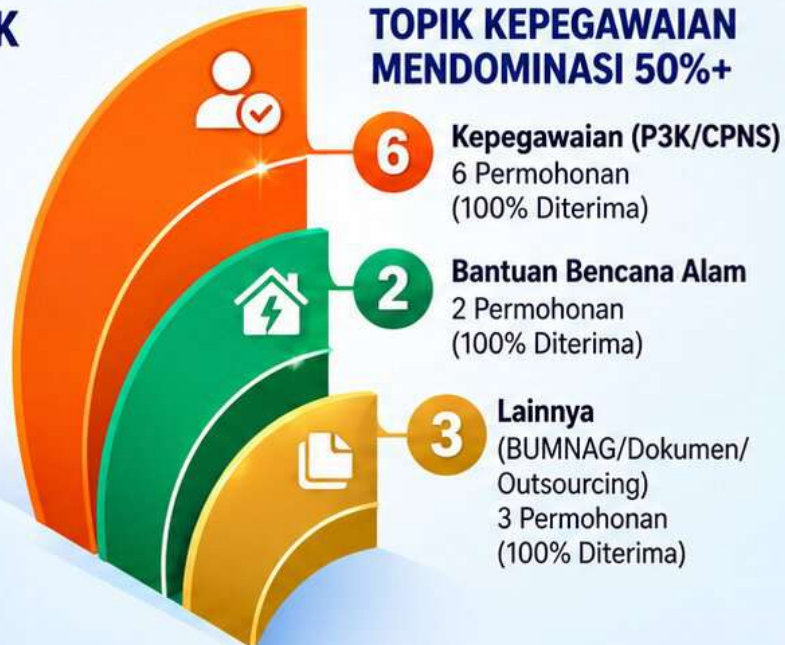 K
TOPIK KEPEGAWAIAN
MENDOMINASI 50%+
6
Kepegawaian (P3K/CPNS)
6 Permohonan
(100% Diterima)
2
Bantuan Bencana Alam
2 Permohonan
(100% Diterima)
3
Lainnya
(BUMNAG/Dokumen/
Outsourcing)
3 Permohonan
(100% Diterima)